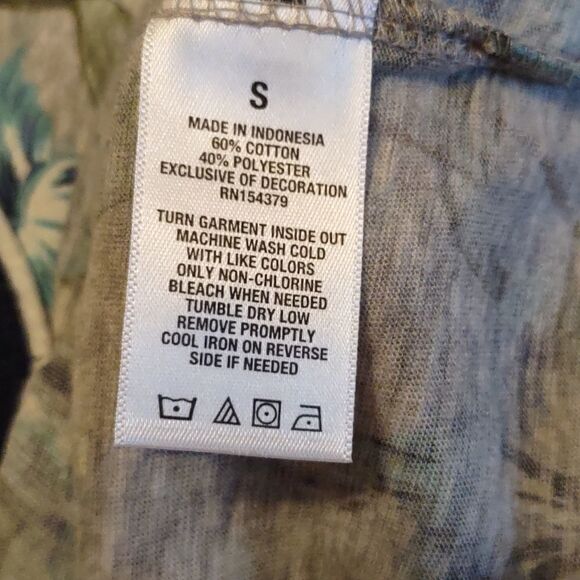 S
MADE IN INDONESIA
60% COTTON
40% POLYESTER
EXCLUSIVE OF DECORATION
RN154379
TURN GARMENT INSIDE OUT
MACHINE WASH COLD
WITH LIKE COLORS
ONLY NON-CHLORINE
BLEACH WHEN NEEDED
TUMBLE DRY LOW
REMOVE PROMPTLY
COOL IRON ON REVERSE
SIDE IF NEEDED